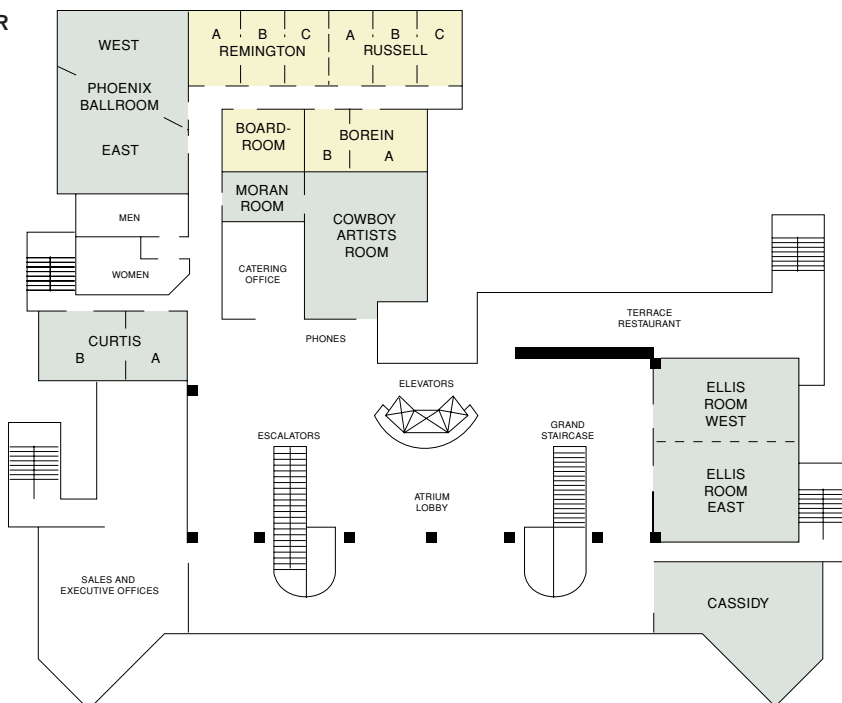 R
WEST
PHOENIX
BALLROOM
EAST
A B C
REMINGTON
A B C
RUSSELL
BOARD-
ROOM
BOREIN
B A
MORAN
ROOM
COWBOY
ARTISTS
ROOM
MEN
WOMEN
CATERING
OFFICE
PHONES
TERRACE
RESTAURANT
CURTIS
B A
ELEVATORS
ESCALATORS
GRAND
STAIRCASE
ELLIS
ROOM
WEST
ELLIS
ROOM
EAST
ATRIUM
LOBBY
SALES AND
EXECUTIVE OFFICES
CASSIDY